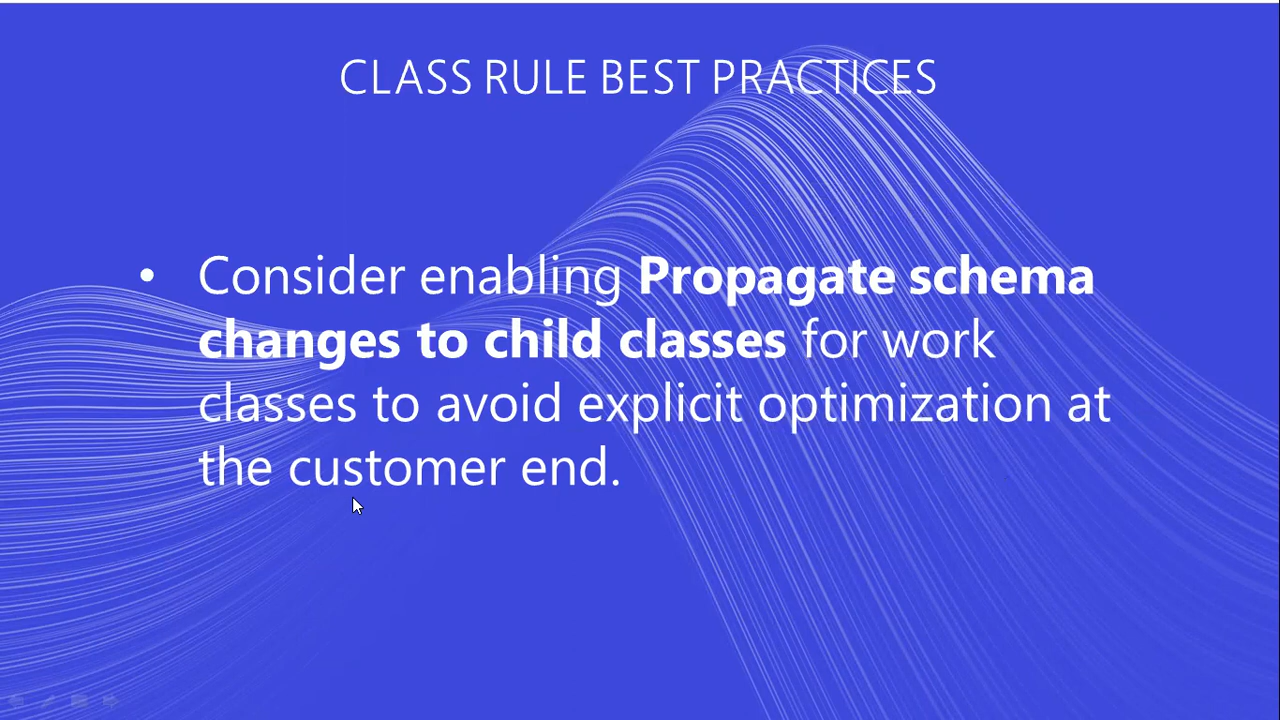 CLASS RULE BEST PRACTICES
• Consider enabling Propagate schema
changes to child classes for work
classes to avoid explicit optimization at
the customer end.